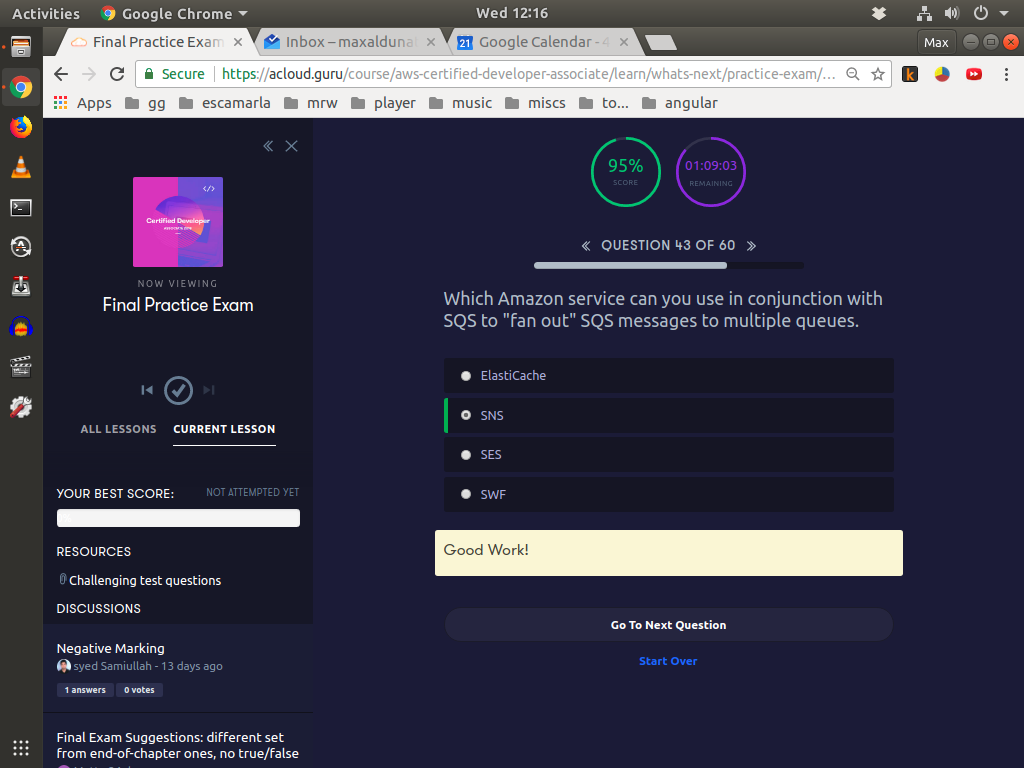 Activities
Google Chrome
Wed 12:16
Final Practice Exam
Inbox – maxaldunat
Google Calendar - 4
Max
Secure
https://acloud.guru/course/aws-certified-developer-associate/learn/whats-next/practice-exam/...
Apps
gg
escamarla
mrw
player
music
miscs
to...
angular
</>
Certified Developer
NOW VIEWING
Final Practice Exam
ALL LESSONS
CURRENT LESSON
YOUR BEST SCORE:
NOT ATTEMPTED YET
RESOURCES
Challenging test questions
DISCUSSIONS
Negative Marking
syed Samiullah - 13 days ago
1 answers
0 votes
Final Exam Suggestions: different set
from end-of-chapter ones, no true/false
95%
SCORE
01:09:03
REMAINING
« QUESTION 43 OF 60 »
Which Amazon service can you use in conjunction with
SQS to "fan out" SQS messages to multiple queues.
ElastiCache
SNS
SES
SWF
Good Work!
Go To Next Question
Start Over